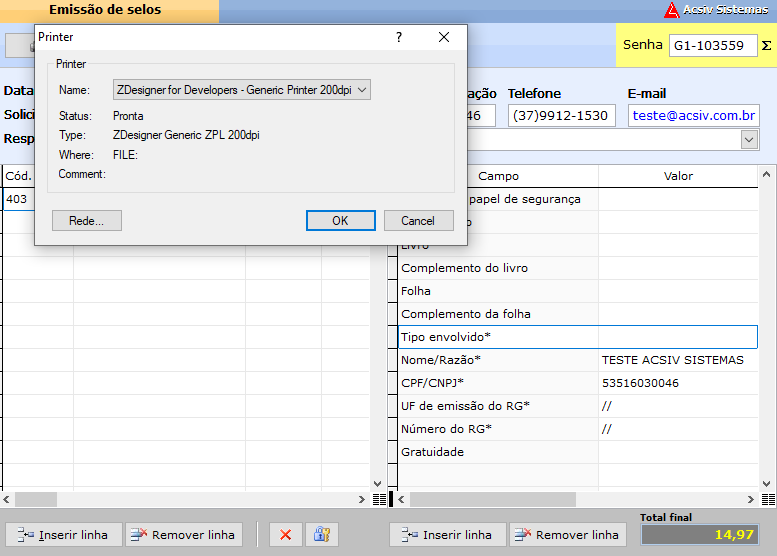 Emissão de selos
Acsiv Sistemas
Printer
?
Senha
G1-103559
Σ
Printer
Name:
ZDesigner for Developers - Generic Printer 200dpi
Status:
Pronta
Type:
ZDesigner Generic ZPL 200dpi
Where:
FILE:
Comment:
Rede...
OK
Cancel
Data
Solici
Resp
ação
46
Telefone
(37)9912-1530
E-mail
teste@acsiv.com.br
Cód.
403
Campo
Valor
papel de segurança
o
Livro
Complemento do livro
Folha
Complemento da folha
Tipo envolvido*
Nome/Razão*
TESTE ACSIV SISTEMAS
CPF/CNPJ*
53516030046
UF de emissão do RG*
//
Número do RG*
//
Gratuidade
Inserir linha
Remover linha
Inserir linha
Remover linha
Total final
14,97